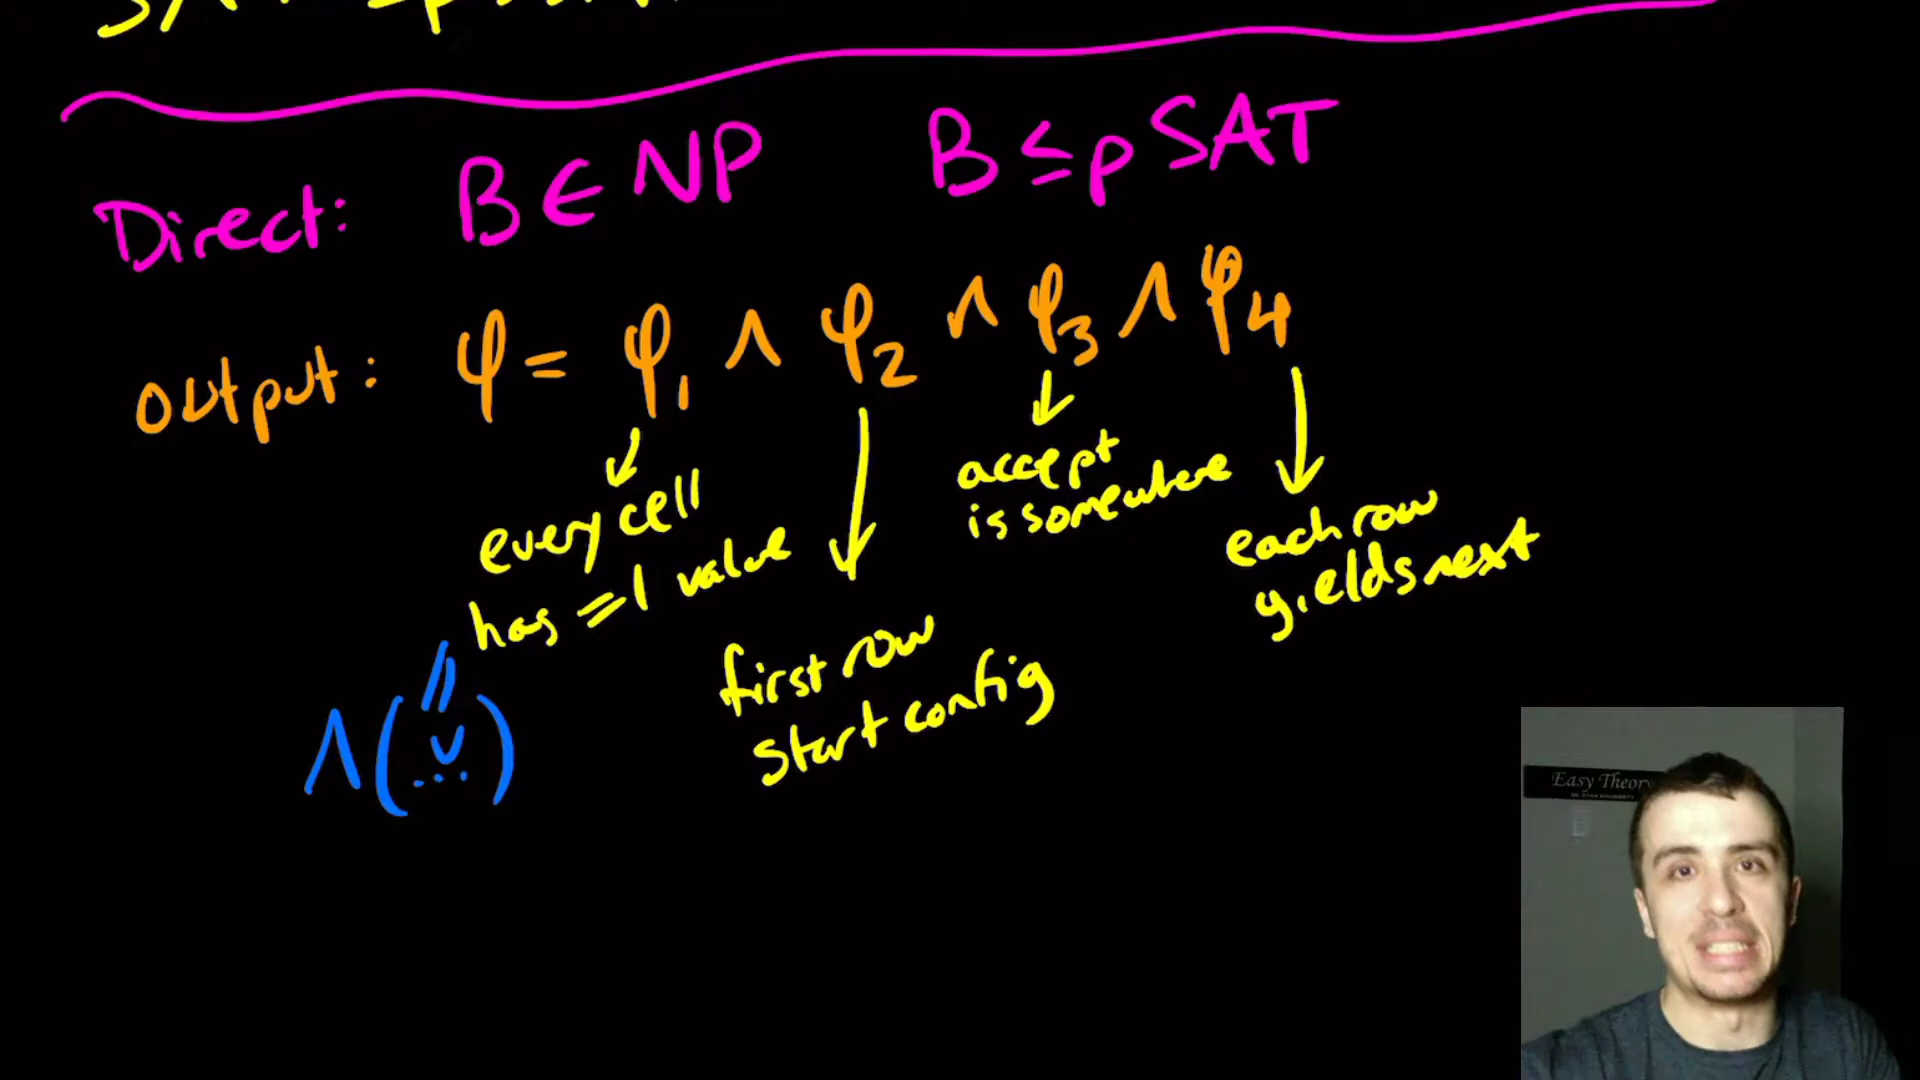 Direct: B ∈ NP B ≤p SAT
output: φ = φ1 ∧ φ2 ∧ φ3 ∧ φ4
every cell
has =1 value
first row
start config
accept
is somewhere
each row
yields next
∧( ∨ ... )
Easy Theory